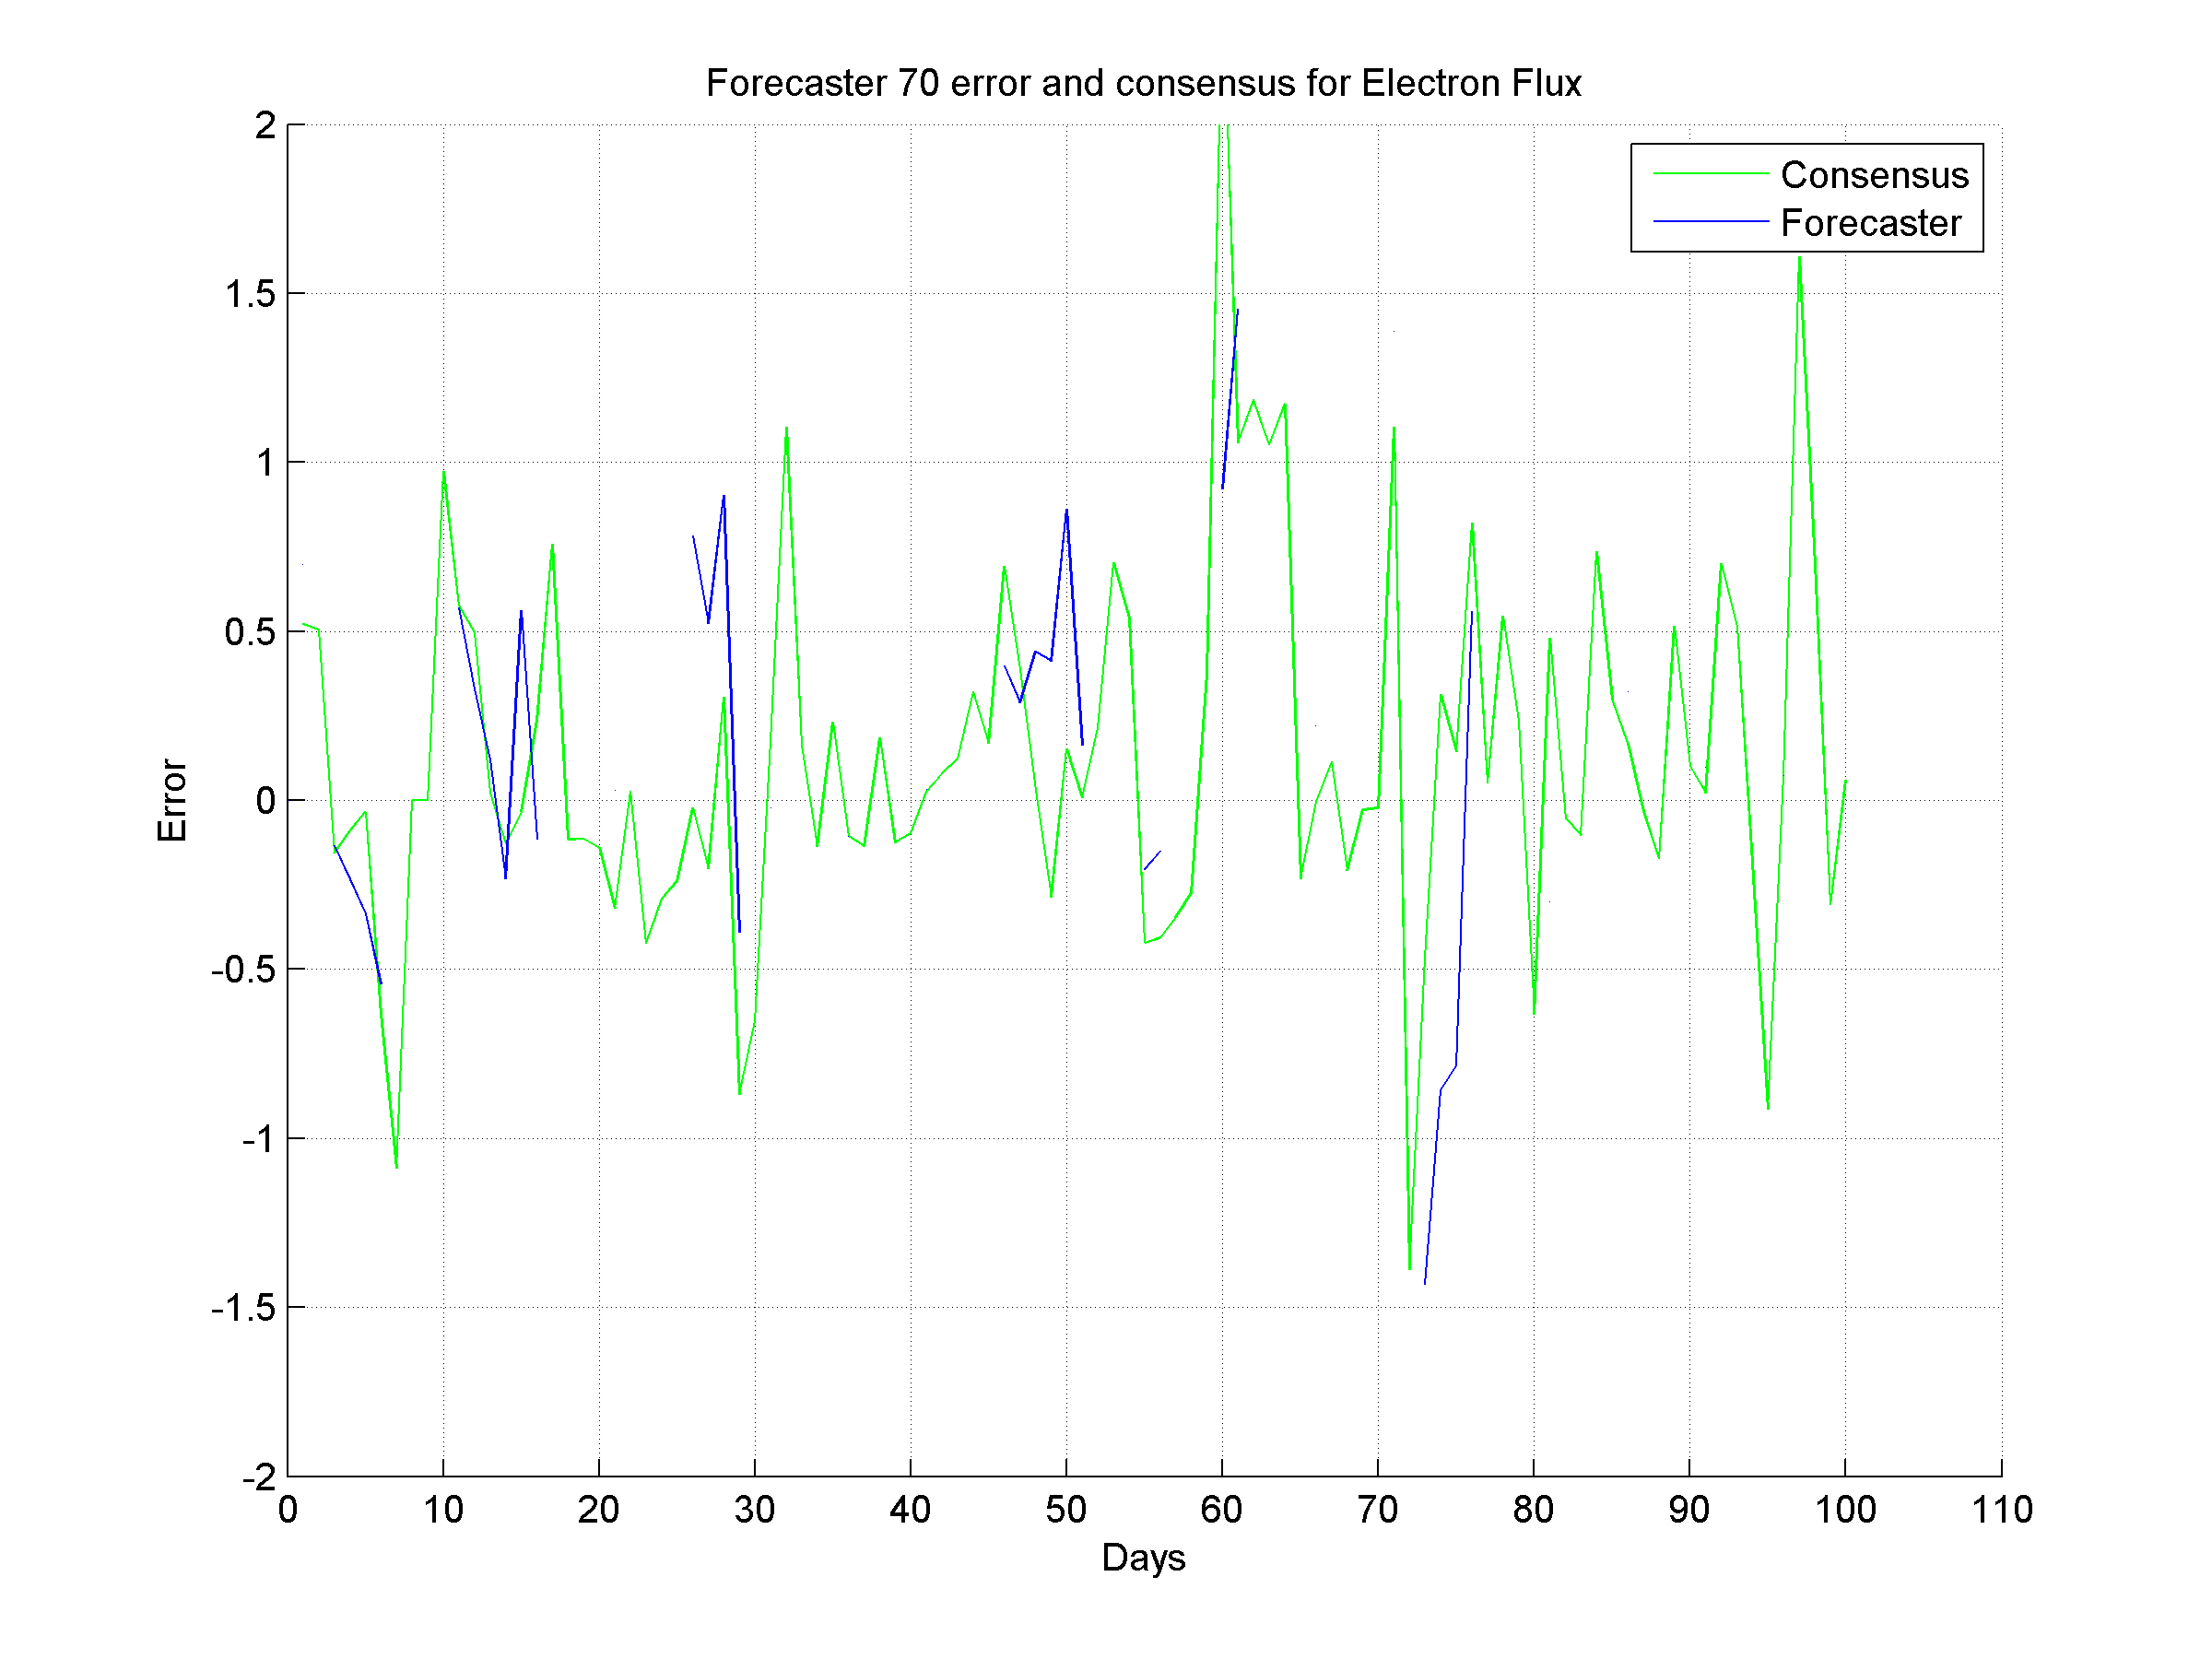 Forecaster 70 error and consensus for Electron Flux
2
1.5
1
0.5
0
-0.5
-1
-1.5
-2
Error
Consensus
Forecaster
0 10 20 30 40 50 60 70 80 90 100 110
Days